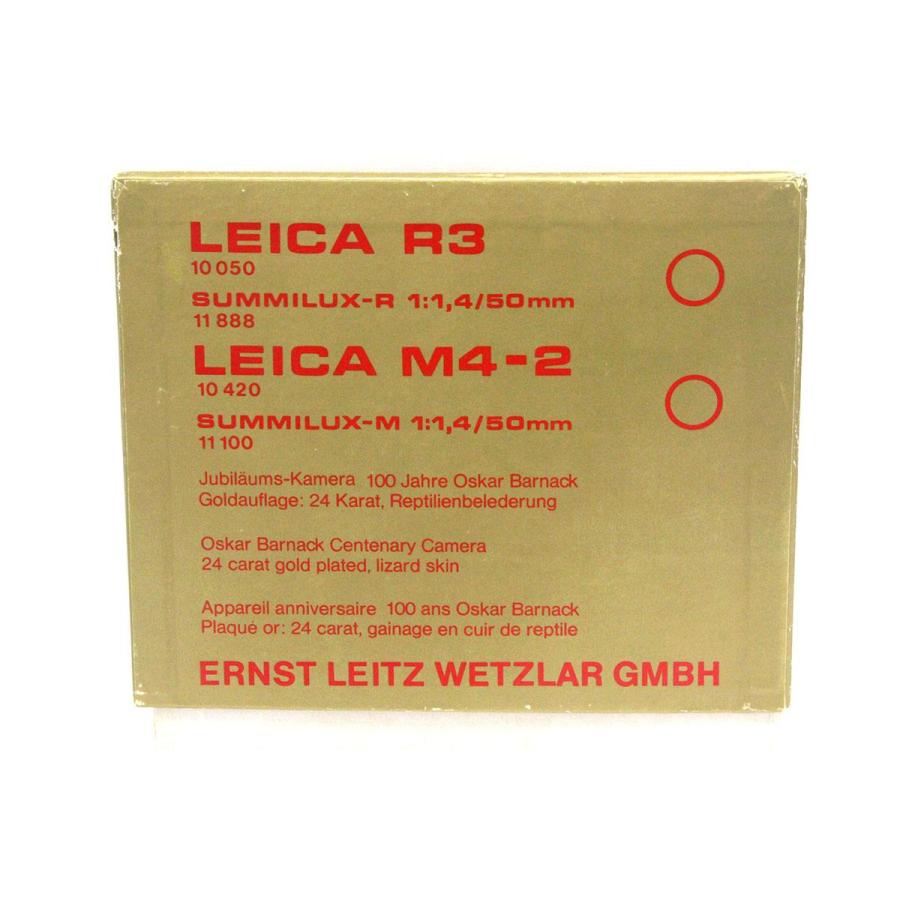 LEICA R3
10 050
SUMMILUX-R 1:1,4/50mm
11 888
LEICA M4-2
10 420
SUMMILUX-M 1:1,4/50mm
11 100
Jubiläums-Kamera 100 Jahre Oskar Barnack
Goldauflage: 24 Karat, Reptilienbelederung
Oskar Barnack Centenary Camera
24 carat gold plated, lizard skin
Appareil anniversaire 100 ans Oskar Barnack
Plaqué or: 24 carat, gainage en cuir de reptile
ERNST LEITZ WETZLAR GMBH